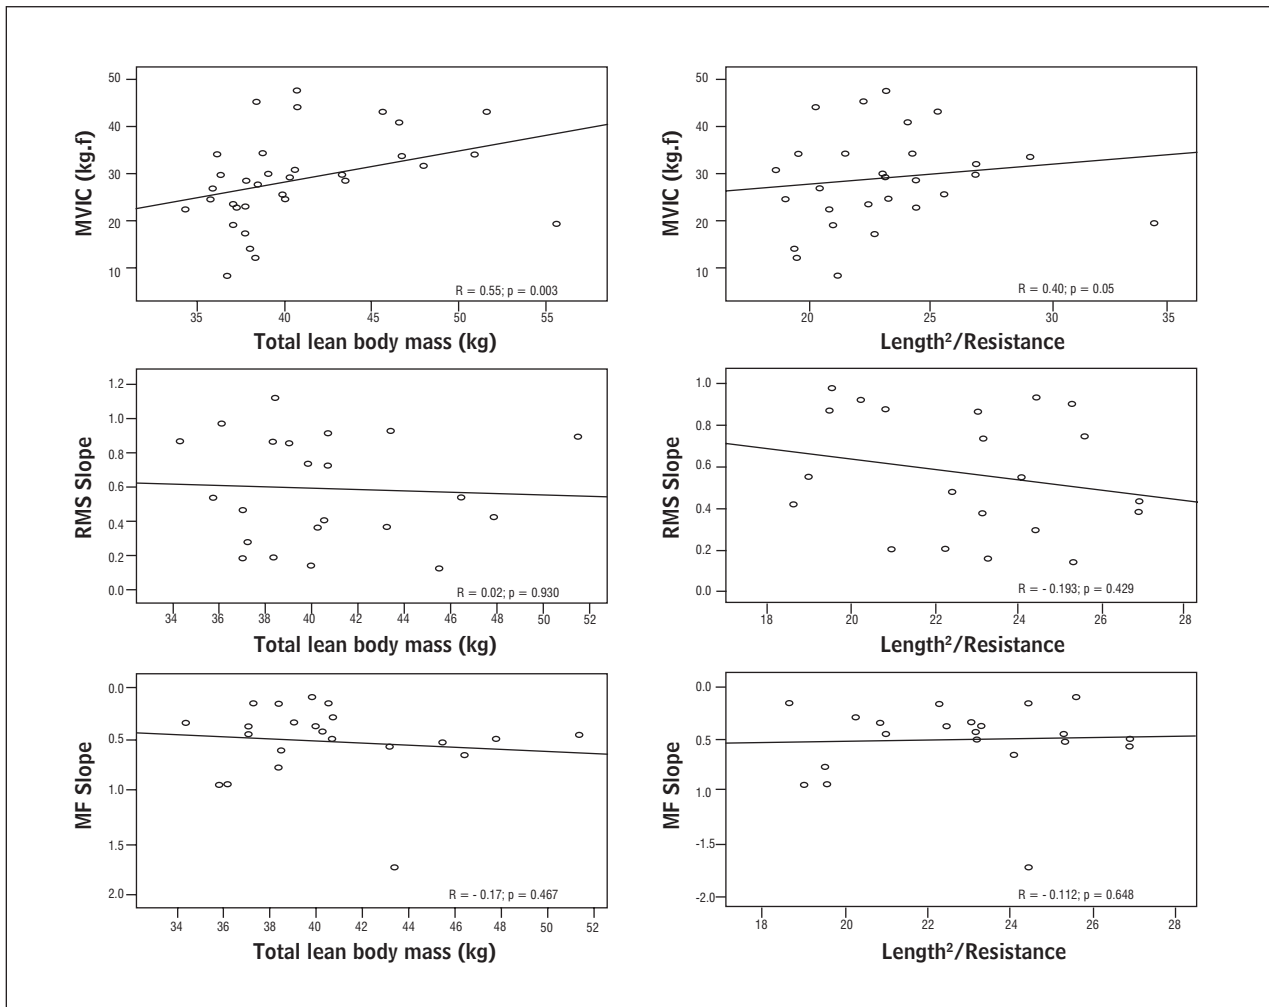 50
40
30
20
10
MVIC (kg.f)
R = 0.55; p = 0.003
35 40 45 50 55
Total lean body mass (kg)
50
40
30
20
10
MVIC (kg.f)
R = 0.40; p = 0.05
20 25 30 35
Length²/Resistance
1.2
1.0
0.8
0.6
0.4
0.2
0.0
RMS Slope
R = 0.02; p = 0.930
34 36 38 40 42 44 46 48 50 52
Total lean body mass (kg)
1.0
0.8
0.6
0.4
0.2
0.0
RMS Slope
R = - 0.193; p = 0.429
18 20 22 24 26 28
Length²/Resistance
0.0
0.5
1.0
1.5
2.0
MF Slope
R = - 0.17; p = 0.467
34 36 38 40 42 44 46 48 50 52
Total lean body mass (kg)
0.0
0.5
1.0
-1.5
-2.0
MF Slope
R = - 0.112; p = 0.648
18 20 22 24 26 28
Length²/Resistance